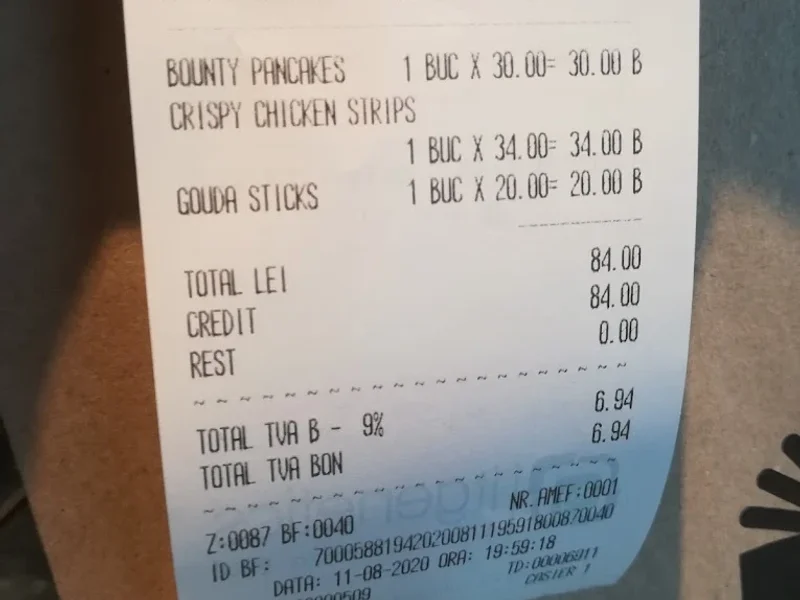 BOUNTY PANCAKES 1 BUC X 30.00= 30.00 B
CRISPY CHICKEN STRIPS
1 BUC X 34.00= 34.00 B
GOUDA STICKS 1 BUC X 20.00= 20.00 B
TOTAL LEI 84.00
CREDIT 84.00
REST 0.00
TOTAL TVA B - 9% 6.94
TOTAL TVA BON 6.94
Z:0087 BF:0040 NR.AMEF:0001
ID BF: 70005881942020081119591800870040
DATA: 11-08-2020 ORA: 19:59:18
TD:00006911
CASIER 1